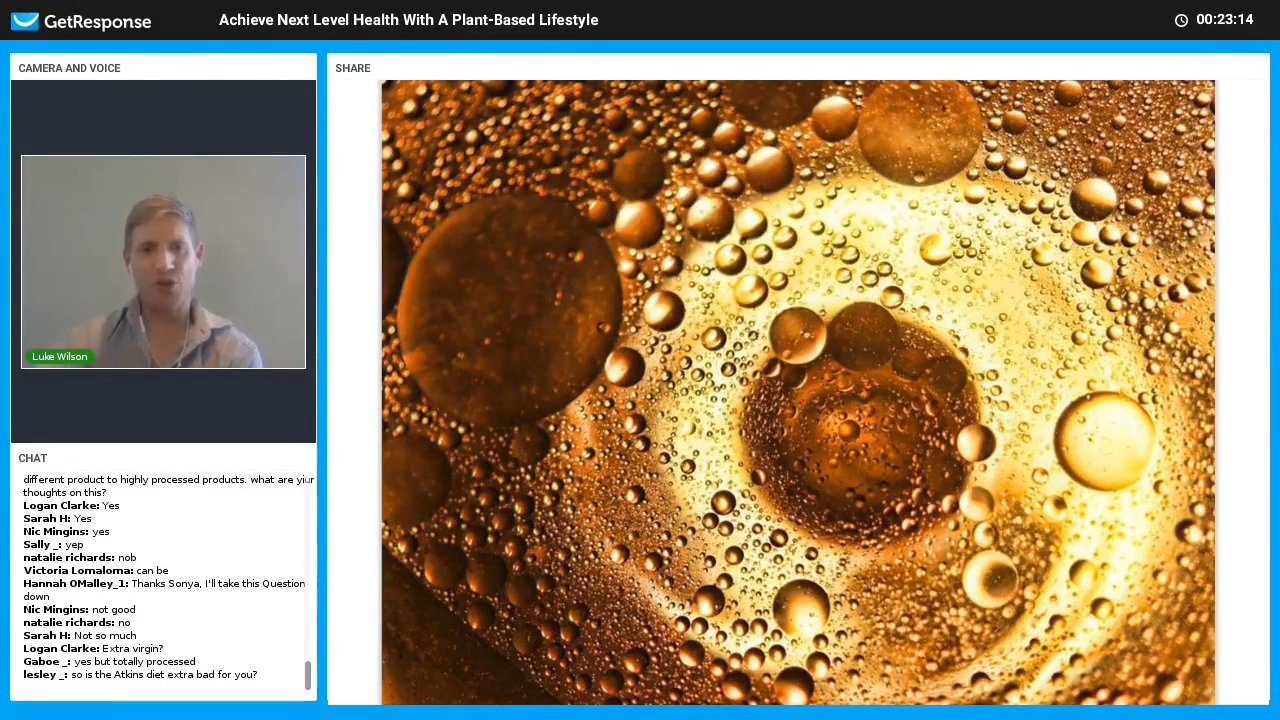 GetResponse
Achieve Next Level Health With A Plant-Based Lifestyle
00:23:14
CAMERA AND VOICE
SHARE
Luke Wilson
CHAT
different product to highly processed products. what are yiur
thoughts on this?
Logan Clarke: Yes
Sarah H: Yes
Nic Mingins: yes
Sally _: yep
natalie richards: nob
Victoria Lomaloma: can be
Hannah OMalley_1: Thanks Sonya, I'll take this Question
down
Nic Mingins: not good
natalie richards: no
Sarah H: Not so much
Logan Clarke: Extra virgin?
Gaboe _: yes but totally processed
lesley _: so is the Atkins diet extra bad for you?